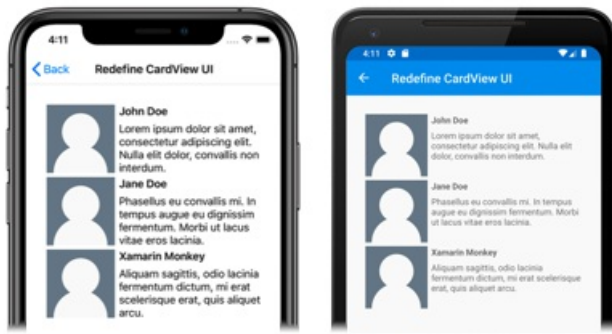 4:11
Back
Redefine CardView UI
John Doe
Lorem ipsum dolor sit amet,
consectetur adipiscing elit.
Nulla elit dolor, convallis non
interdum.
Jane Doe
Phasellus eu convallis mi. In
tempus augue eu dignissim
fermentum. Morbi ut lacus
vitae eros lacinia.
Xamarin Monkey
Aliquam sagittis, odio lacinia
fermentum dictum, mi erat
scelerisque erat, quis aliquet
arcu.
4:11
Redefine CardView UI
John Doe
Lorem ipsum dolor sit amet,
consectetur adipiscing elit. Nulla elit
dolor, convallis non interdum.
Jane Doe
Phasellus eu convallis mi. In tempus
augue eu dignissim fermentum.
Morbi ut lacus vitae eros lacinia.
Xamarin Monkey
Aliquam sagittis, odio lacinia
fermentum dictum, mi erat scelerisque
erat, quis aliquet arcu.